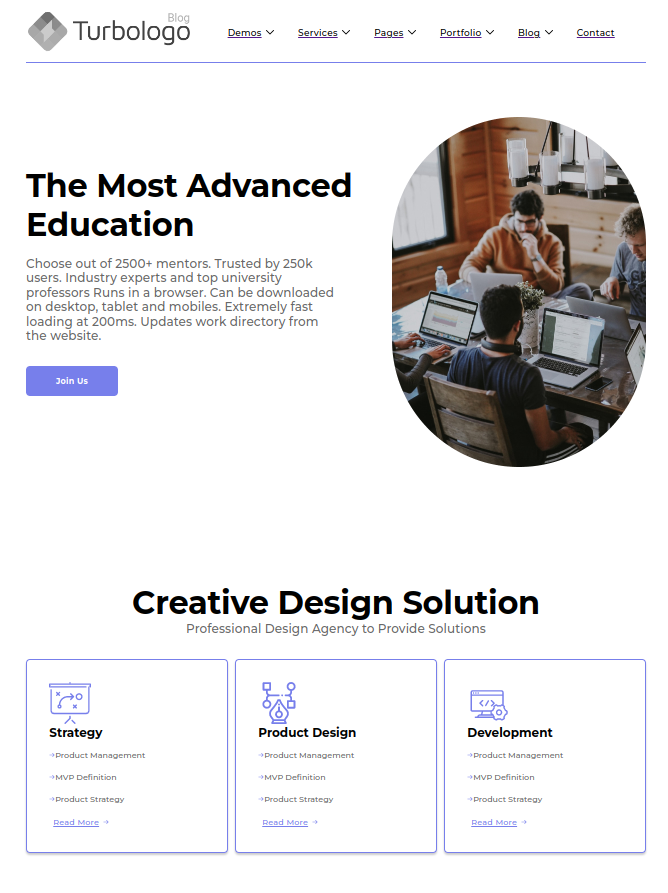 Blog
Turbologo
Demos Services Pages Portfolio Blog Contact
The Most Advanced
Education
Choose out of 2500+ mentors. Trusted by 250k
users. Industry experts and top university
professors Runs in a browser. Can be downloaded
on desktop, tablet and mobiles. Extremely fast
loading at 200ms. Updates work directory from
the website.
Join Us
Creative Design Solution
Professional Design Agency to Provide Solutions
Strategy
→Product Management
→MVP Definition
→Product Strategy
Read More →
Product Design
→Product Management
→MVP Definition
→Product Strategy
Read More →
Development
→Product Management
→MVP Definition
→Product Strategy
Read More →